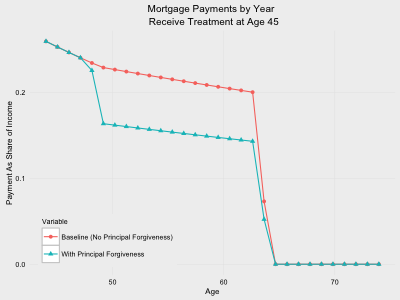 Mortgage Payments by Year
Receive Treatment at Age 45
Payment As Share of Income
0.2
0.1
0.0
Variable
Baseline (No Principal Forgiveness)
With Principal Forgiveness
50
60
70
Age